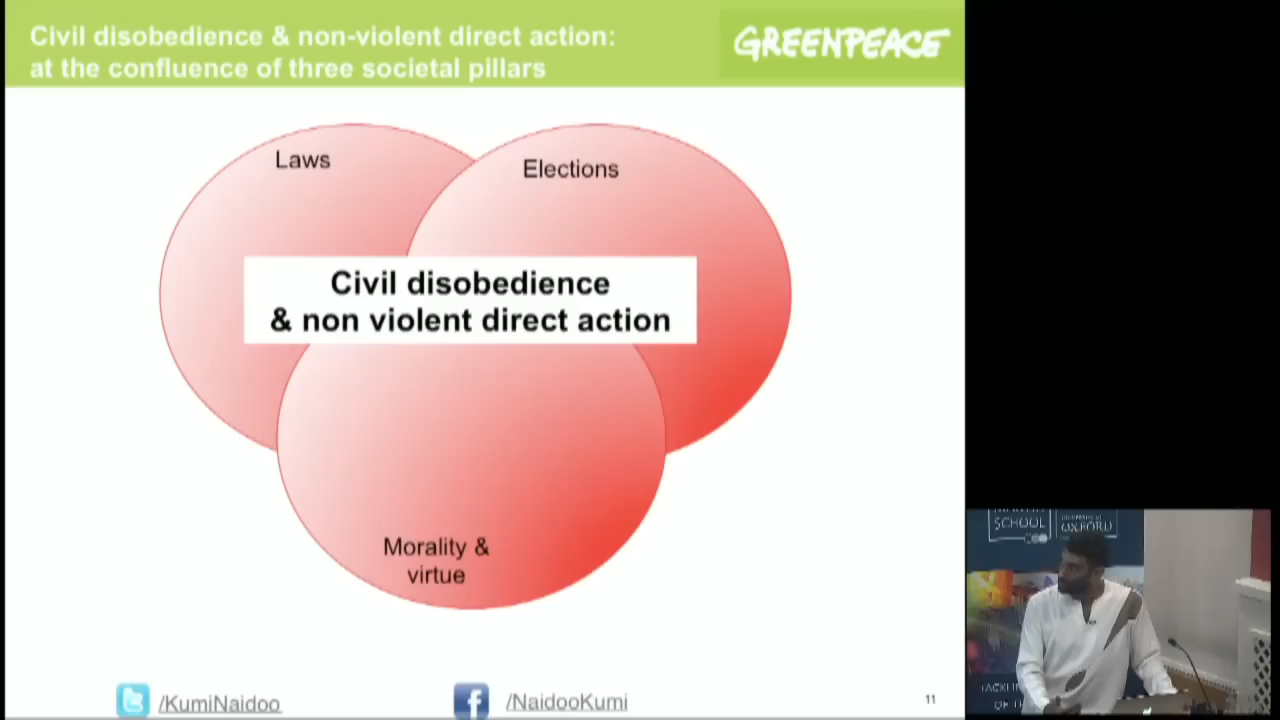 Civil disobedience & non-violent direct action:
at the confluence of three societal pillars
GREENPEACE
Laws
Elections
Civil disobedience
& non violent direct action
Morality &
virtue
/KumiNaidoo
/NaidooKumi
11
SCHOOL
OXFORD
OF